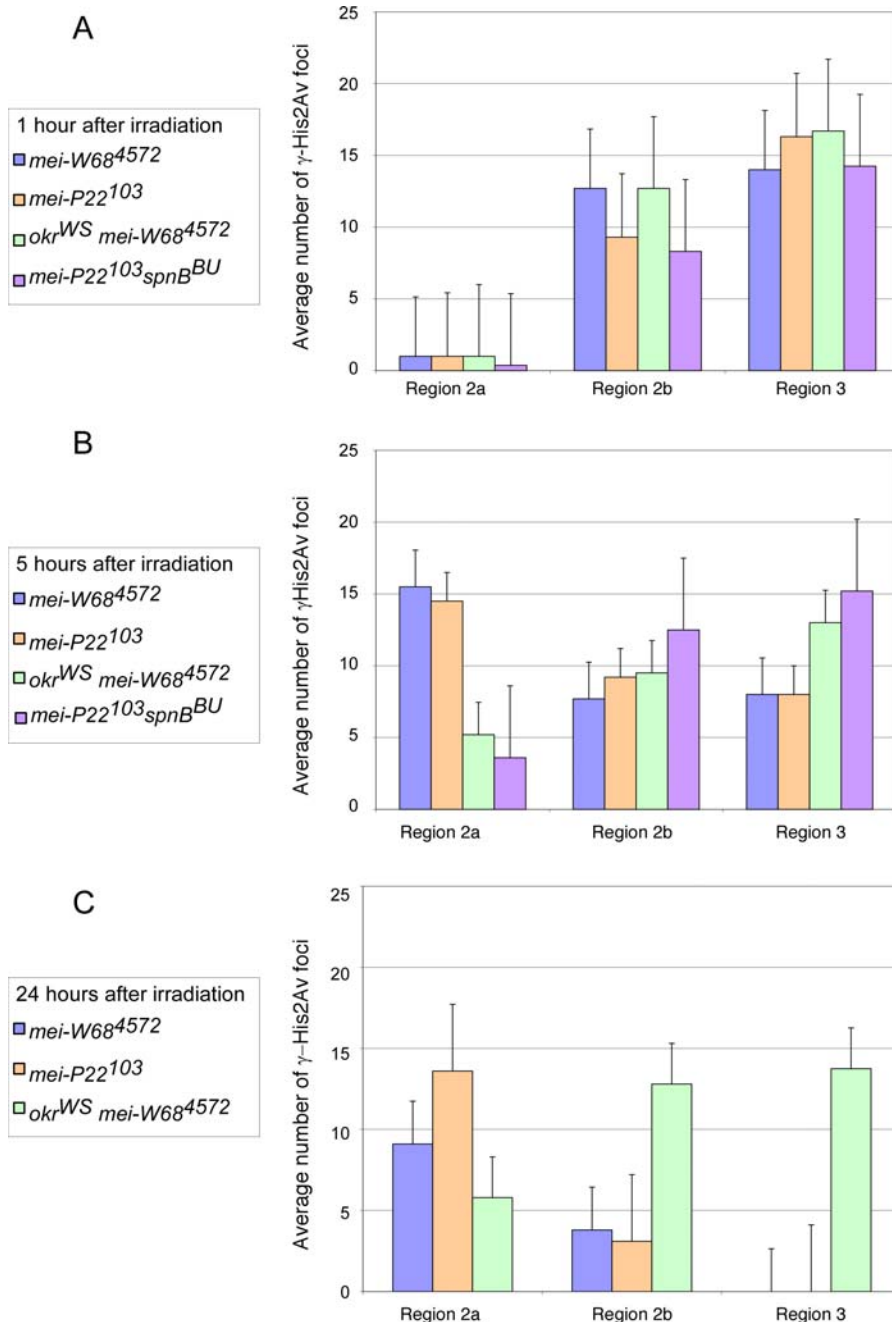 A
1 hour after irradiation
mei-W68^4572
mei-P22^103
okr^WS mei-W68^4572
mei-P22^103 spnB^BU
Average number of γ-His2Av foci
25
20
15
10
5
0
Region 2a Region 2b Region 3
B
5 hours after irradiation
mei-W68^4572
mei-P22^103
okr^WS mei-W68^4572
mei-P22^103 spnB^BU
Average number of γHis2Av foci
25
20
15
10
5
0
Region 2a Region 2b Region 3
C
24 hours after irradiation
mei-W68^4572
mei-P22^103
okr^WS mei-W68^4572
Average number of γ–His2Av foci
25
20
15
10
5
0
Region 2a Region 2b Region 3